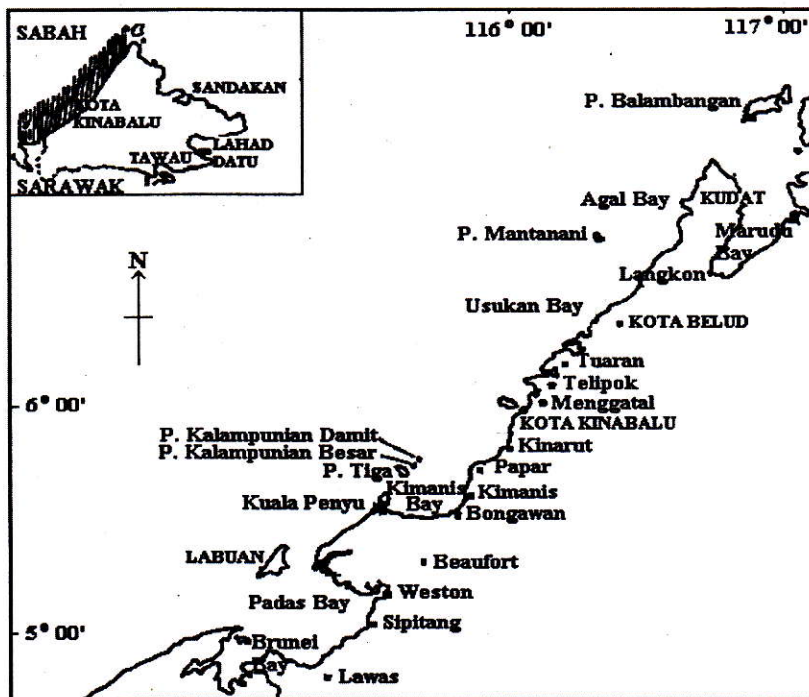 116° 00'
117° 00'
SABAH
SANDAKAN
KOTA
KINABALU
TAWAU
LAHAD
DATU
SARAWAK
P. Balambangan
Agal Bay
KUDAT
P. Mantanani
Marudu
Bay
Langkon
N
Usukan Bay
KOTA BELUD
Tuaran
Telipok
6° 00'
Menggatal
KOTA KINABALU
P. Kalampunian Damit
P. Kalampunian Besar
Kinarut
P. Tiga
Papar
Kimanis
Bay
Kimanis
Kuala Penyu
Bongawan
LABUAN
Beaufort
Padas Bay
Weston
5° 00'
Sipitang
Brunei
Bay
Lawas